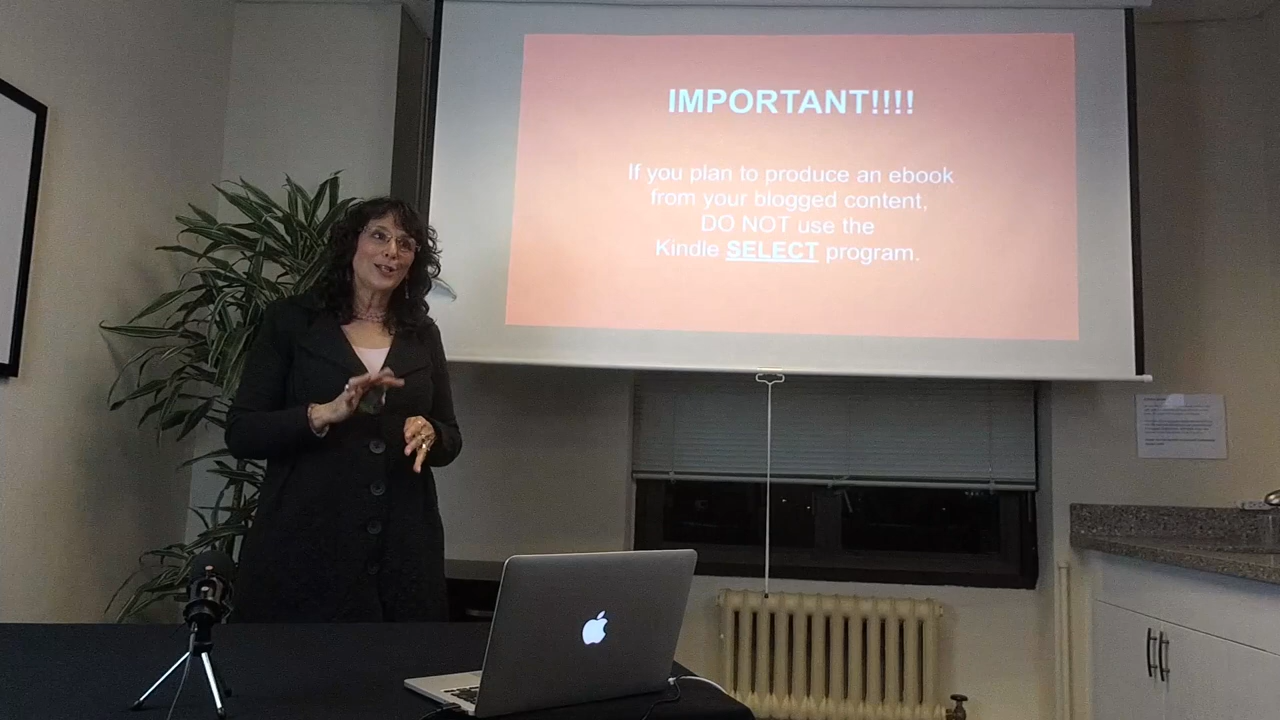 IMPORTANT!!!!
If you plan to produce an ebook
from your blogged content,
DO NOT use the
Kindle SELECT program.